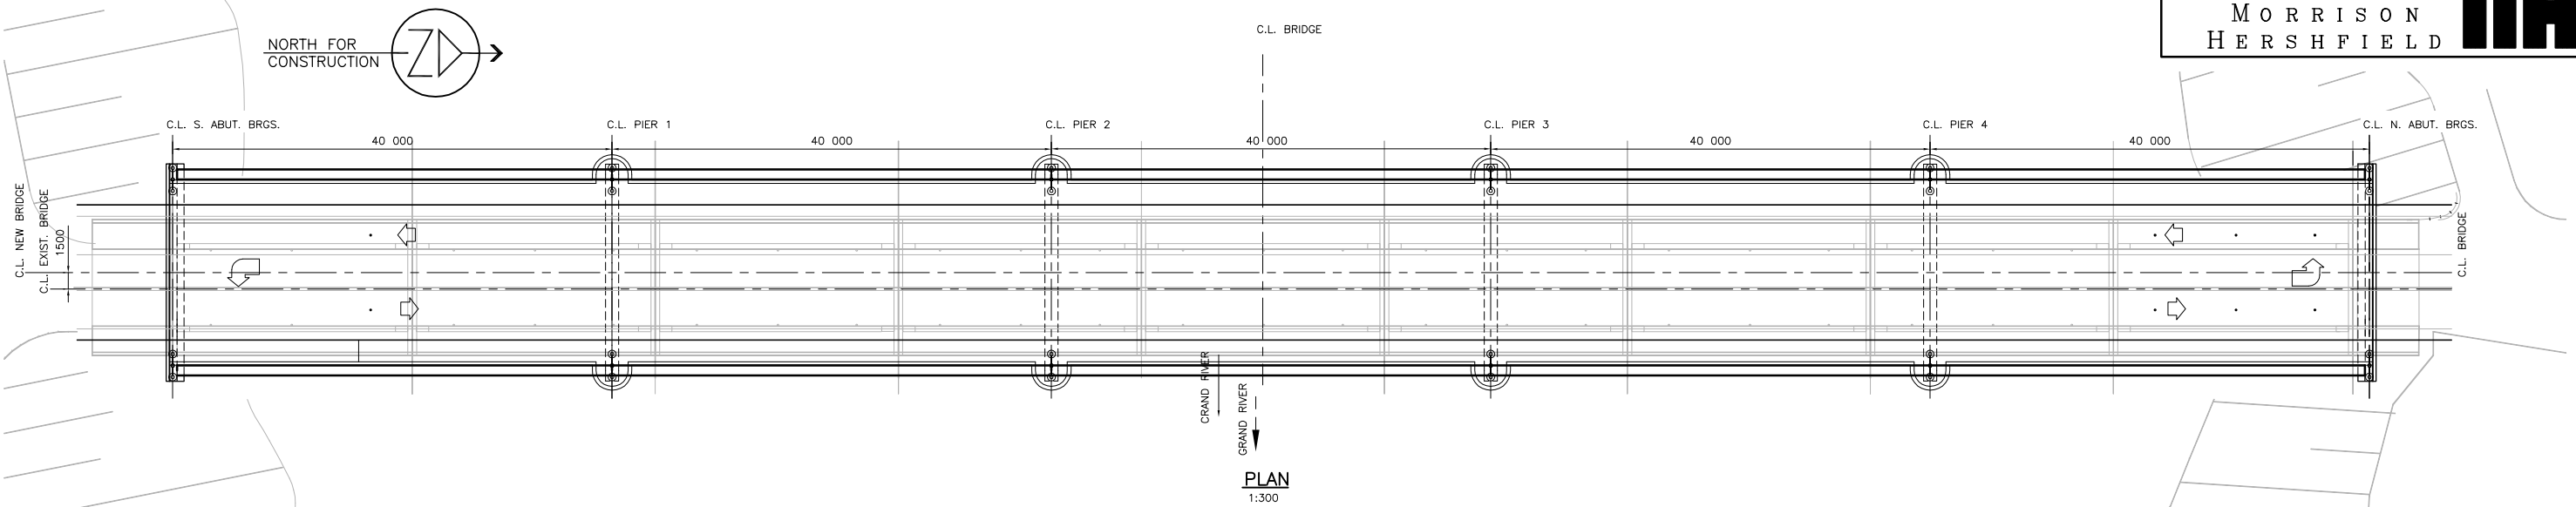 MORRISON
HERSHFIELD
C.L. BRIDGE
NORTH FOR
CONSTRUCTION
C.L. S. ABUT. BRGS.
C.L. PIER 1
C.L. PIER 2
C.L. PIER 3
C.L. PIER 4
C.L. N. ABUT. BRGS.
40 000
40 000
40 000
40 000
40 000
C.L. NEW BRIDGE
C.L. EXIST. BRIDGE
1500
C.L. BRIDGE
CRAND RIVER
GRAND RIVER
PLAN
1:300